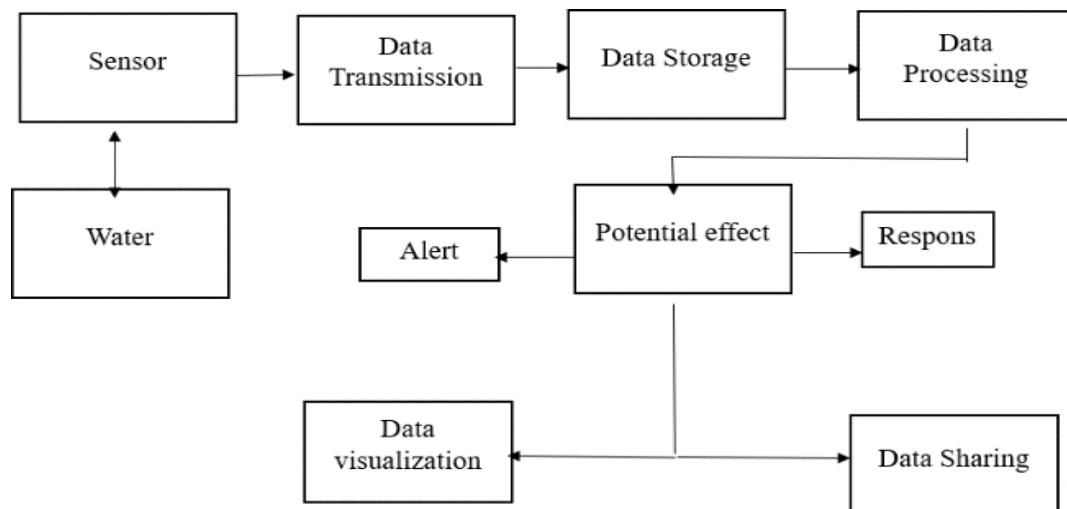 Sensor
Data
Transmission
Data Storage
Data
Processing
Water
Alert
Potential effect
Respons
Data
visualization
Data Sharing